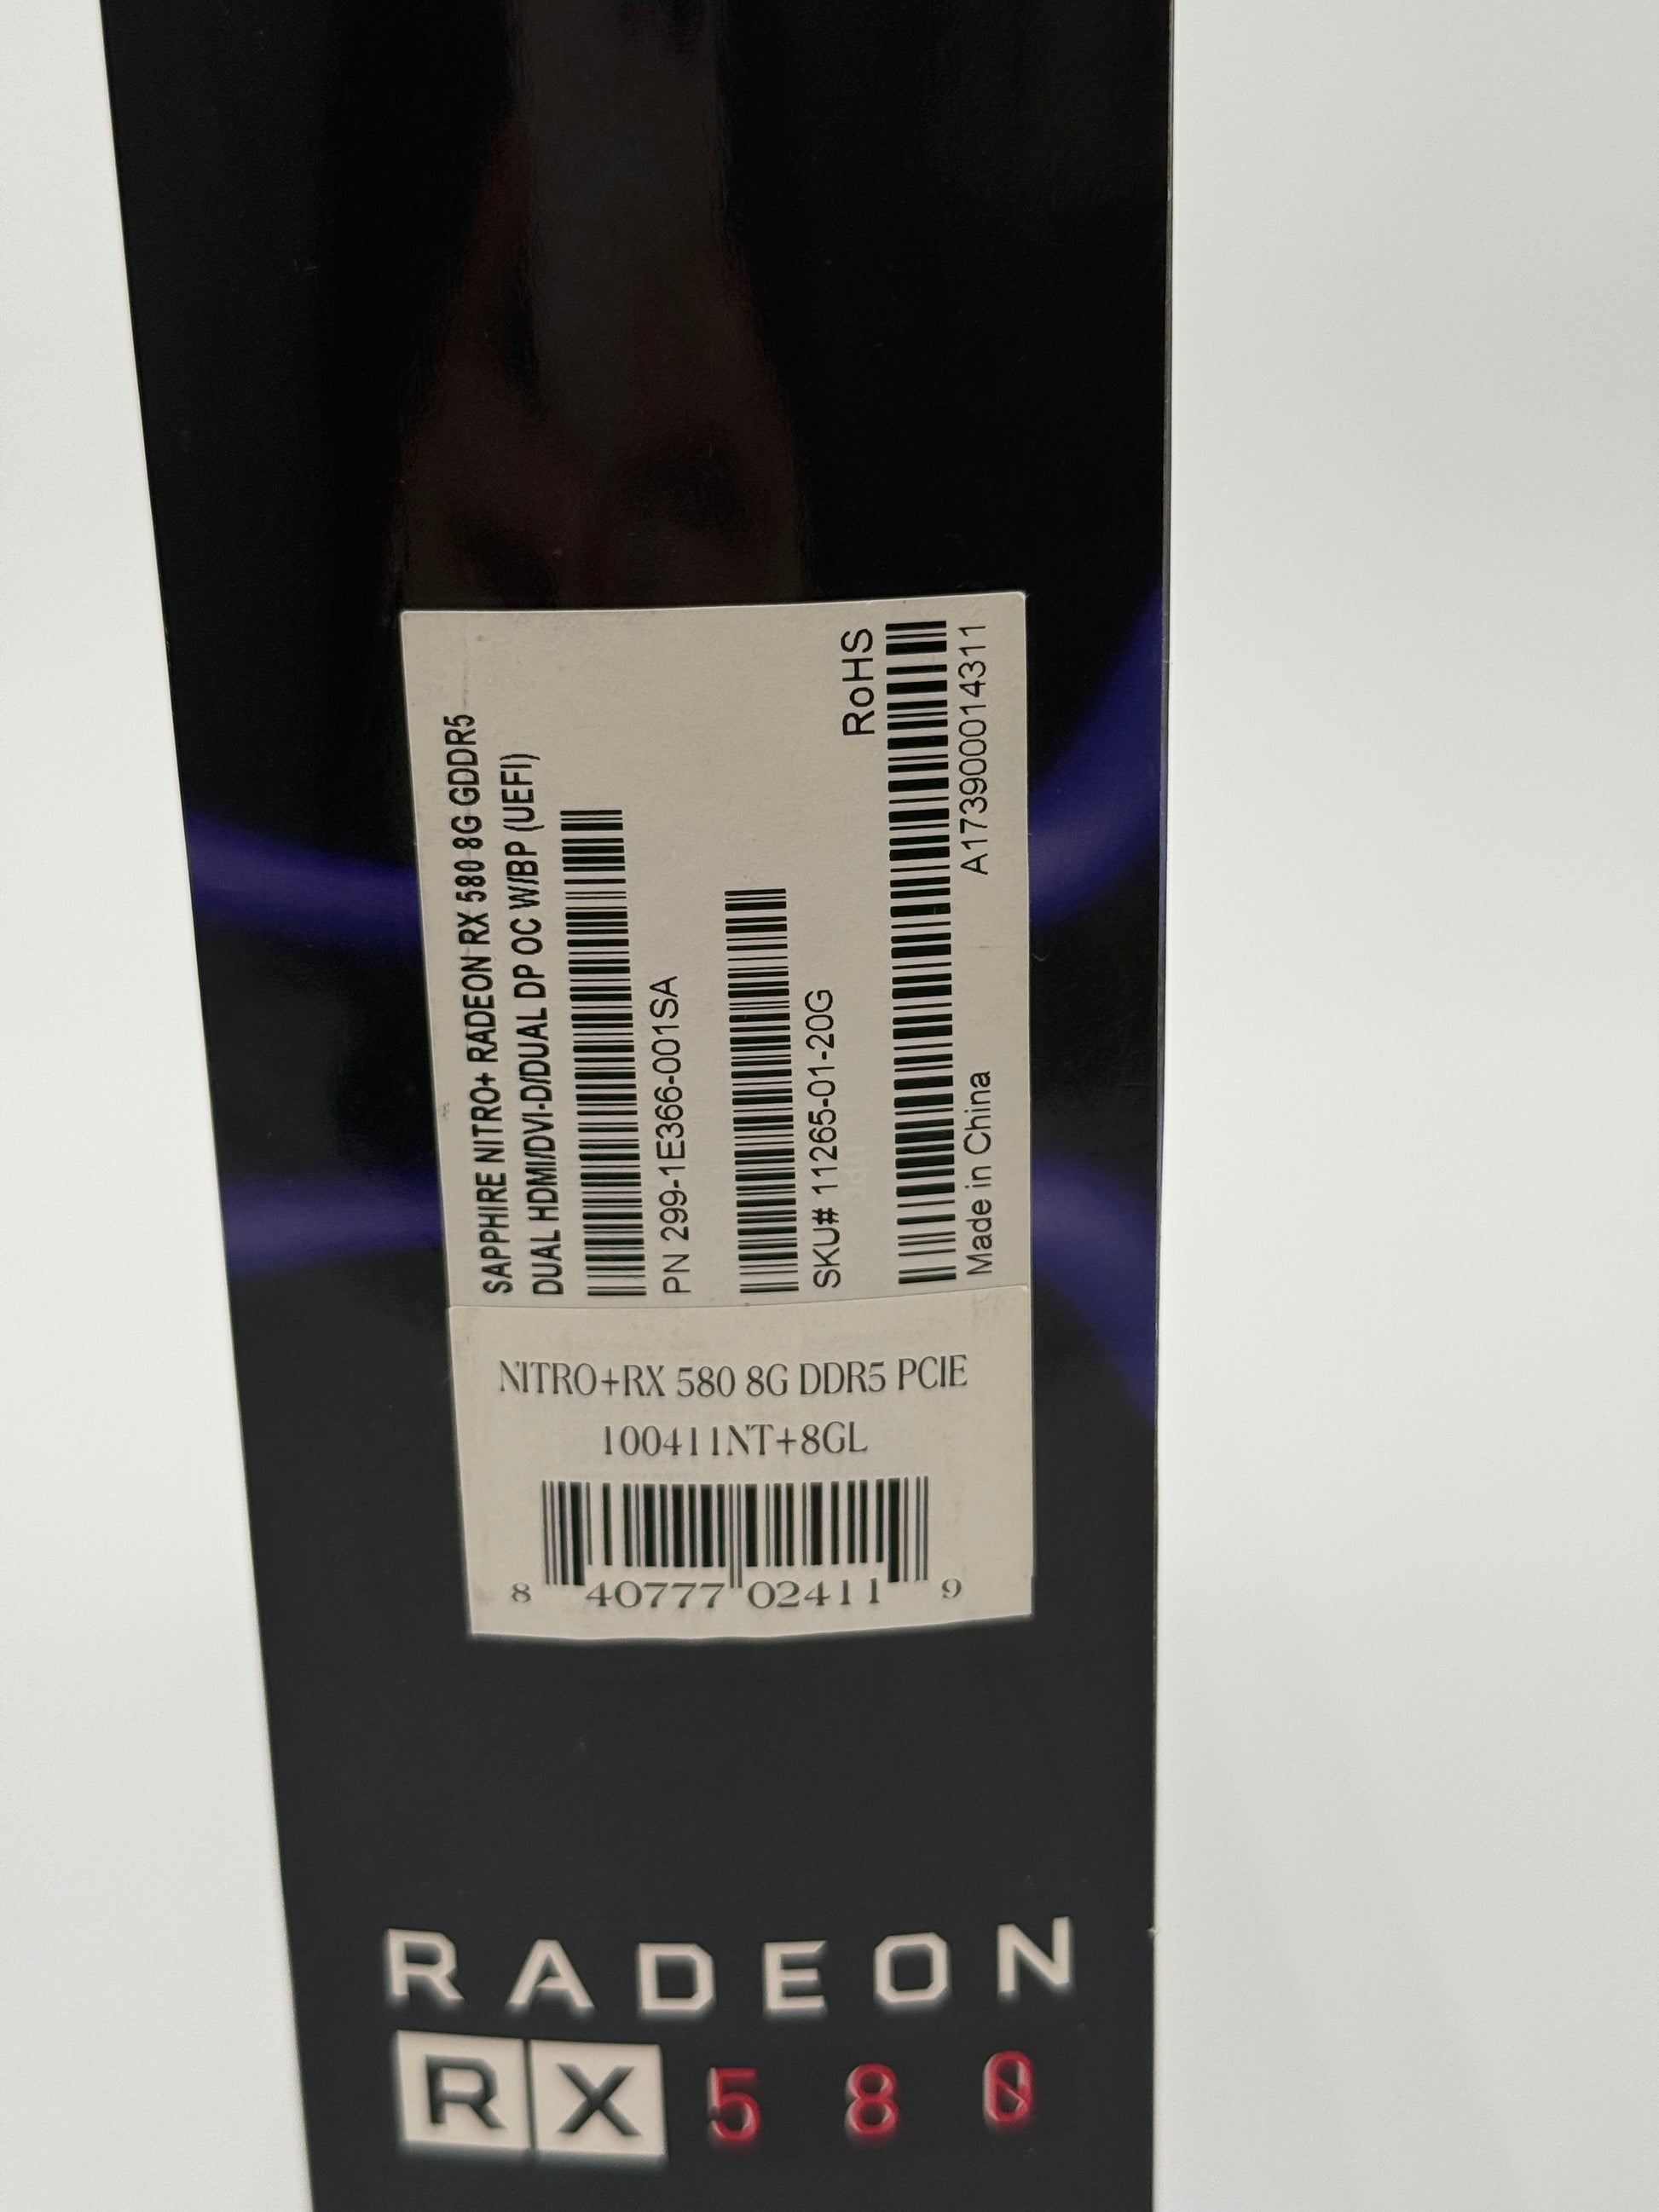 SAPPHIRE NITRO+ RADEON RX 580 8G GDDR5
DUAL HDMI/DVI-D/DUAL DP OC W/BP (UEFI)
PN 299-1E366-001SA
SKU# 11265-01-20G
RoHS
Made in China
A173900014311
NITRO+RX 580 8G DDR5 PCIE
100411NT+8GL
8 40777 02411 9
RADEON
RX 580